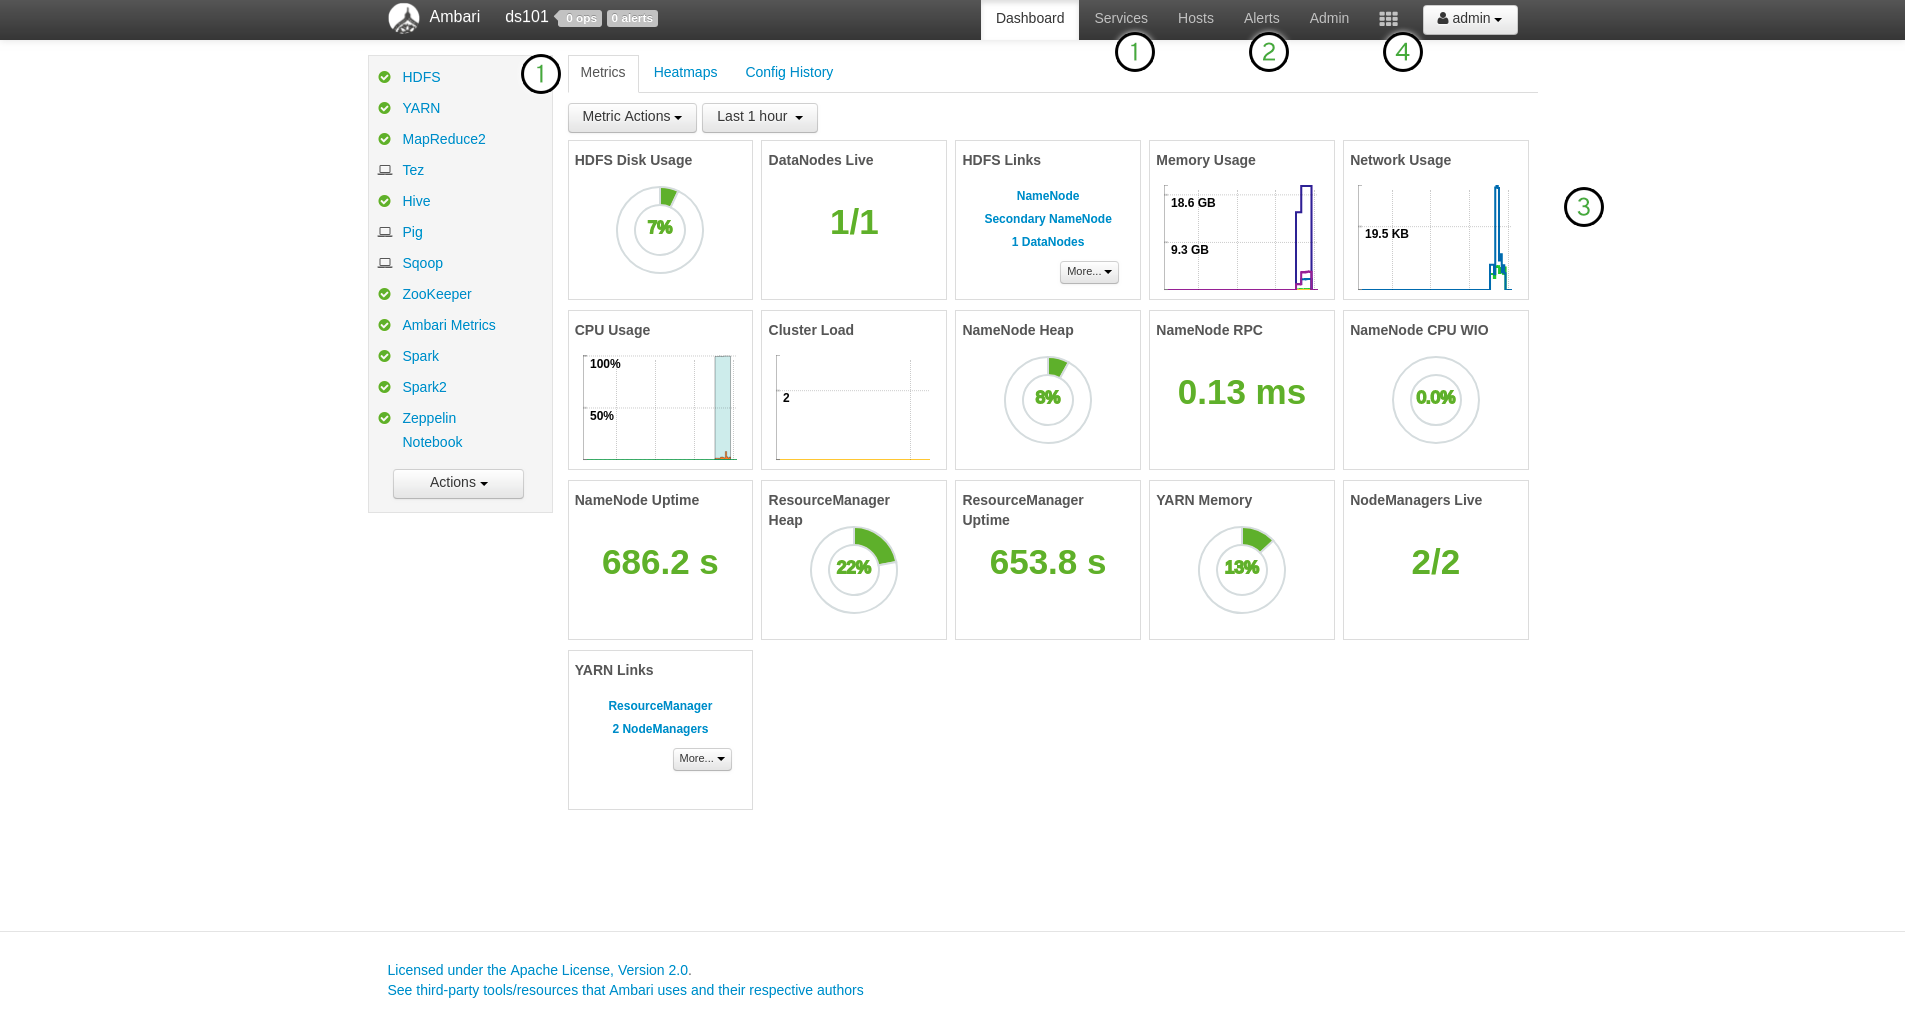 Ambari ds101 0 ops 0 alerts Dashboard Services Hosts Alerts Admin admin
1 2 4
HDFS
YARN
MapReduce2
Tez
Hive
Pig
Sqoop
ZooKeeper
Ambari Metrics
Spark
Spark2
Zeppelin
Notebook
Actions
1
Metrics Heatmaps Config History
Metric Actions Last 1 hour
3
HDFS Disk Usage
7%
DataNodes Live
1/1
HDFS Links
NameNode
Secondary NameNode
1 DataNodes
More...
Memory Usage
18.6 GB
9.3 GB
Network Usage
19.5 KB
CPU Usage
100%
50%
Cluster Load
2
NameNode Heap
8%
NameNode RPC
0.13 ms
NameNode CPU WIO
0.0%
NameNode Uptime
686.2 s
ResourceManager
Heap
22%
ResourceManager
Uptime
653.8 s
YARN Memory
13%
NodeManagers Live
2/2
YARN Links
ResourceManager
2 NodeManagers
More...
Licensed under the Apache License, Version 2.0.
See third-party tools/resources that Ambari uses and their respective authors